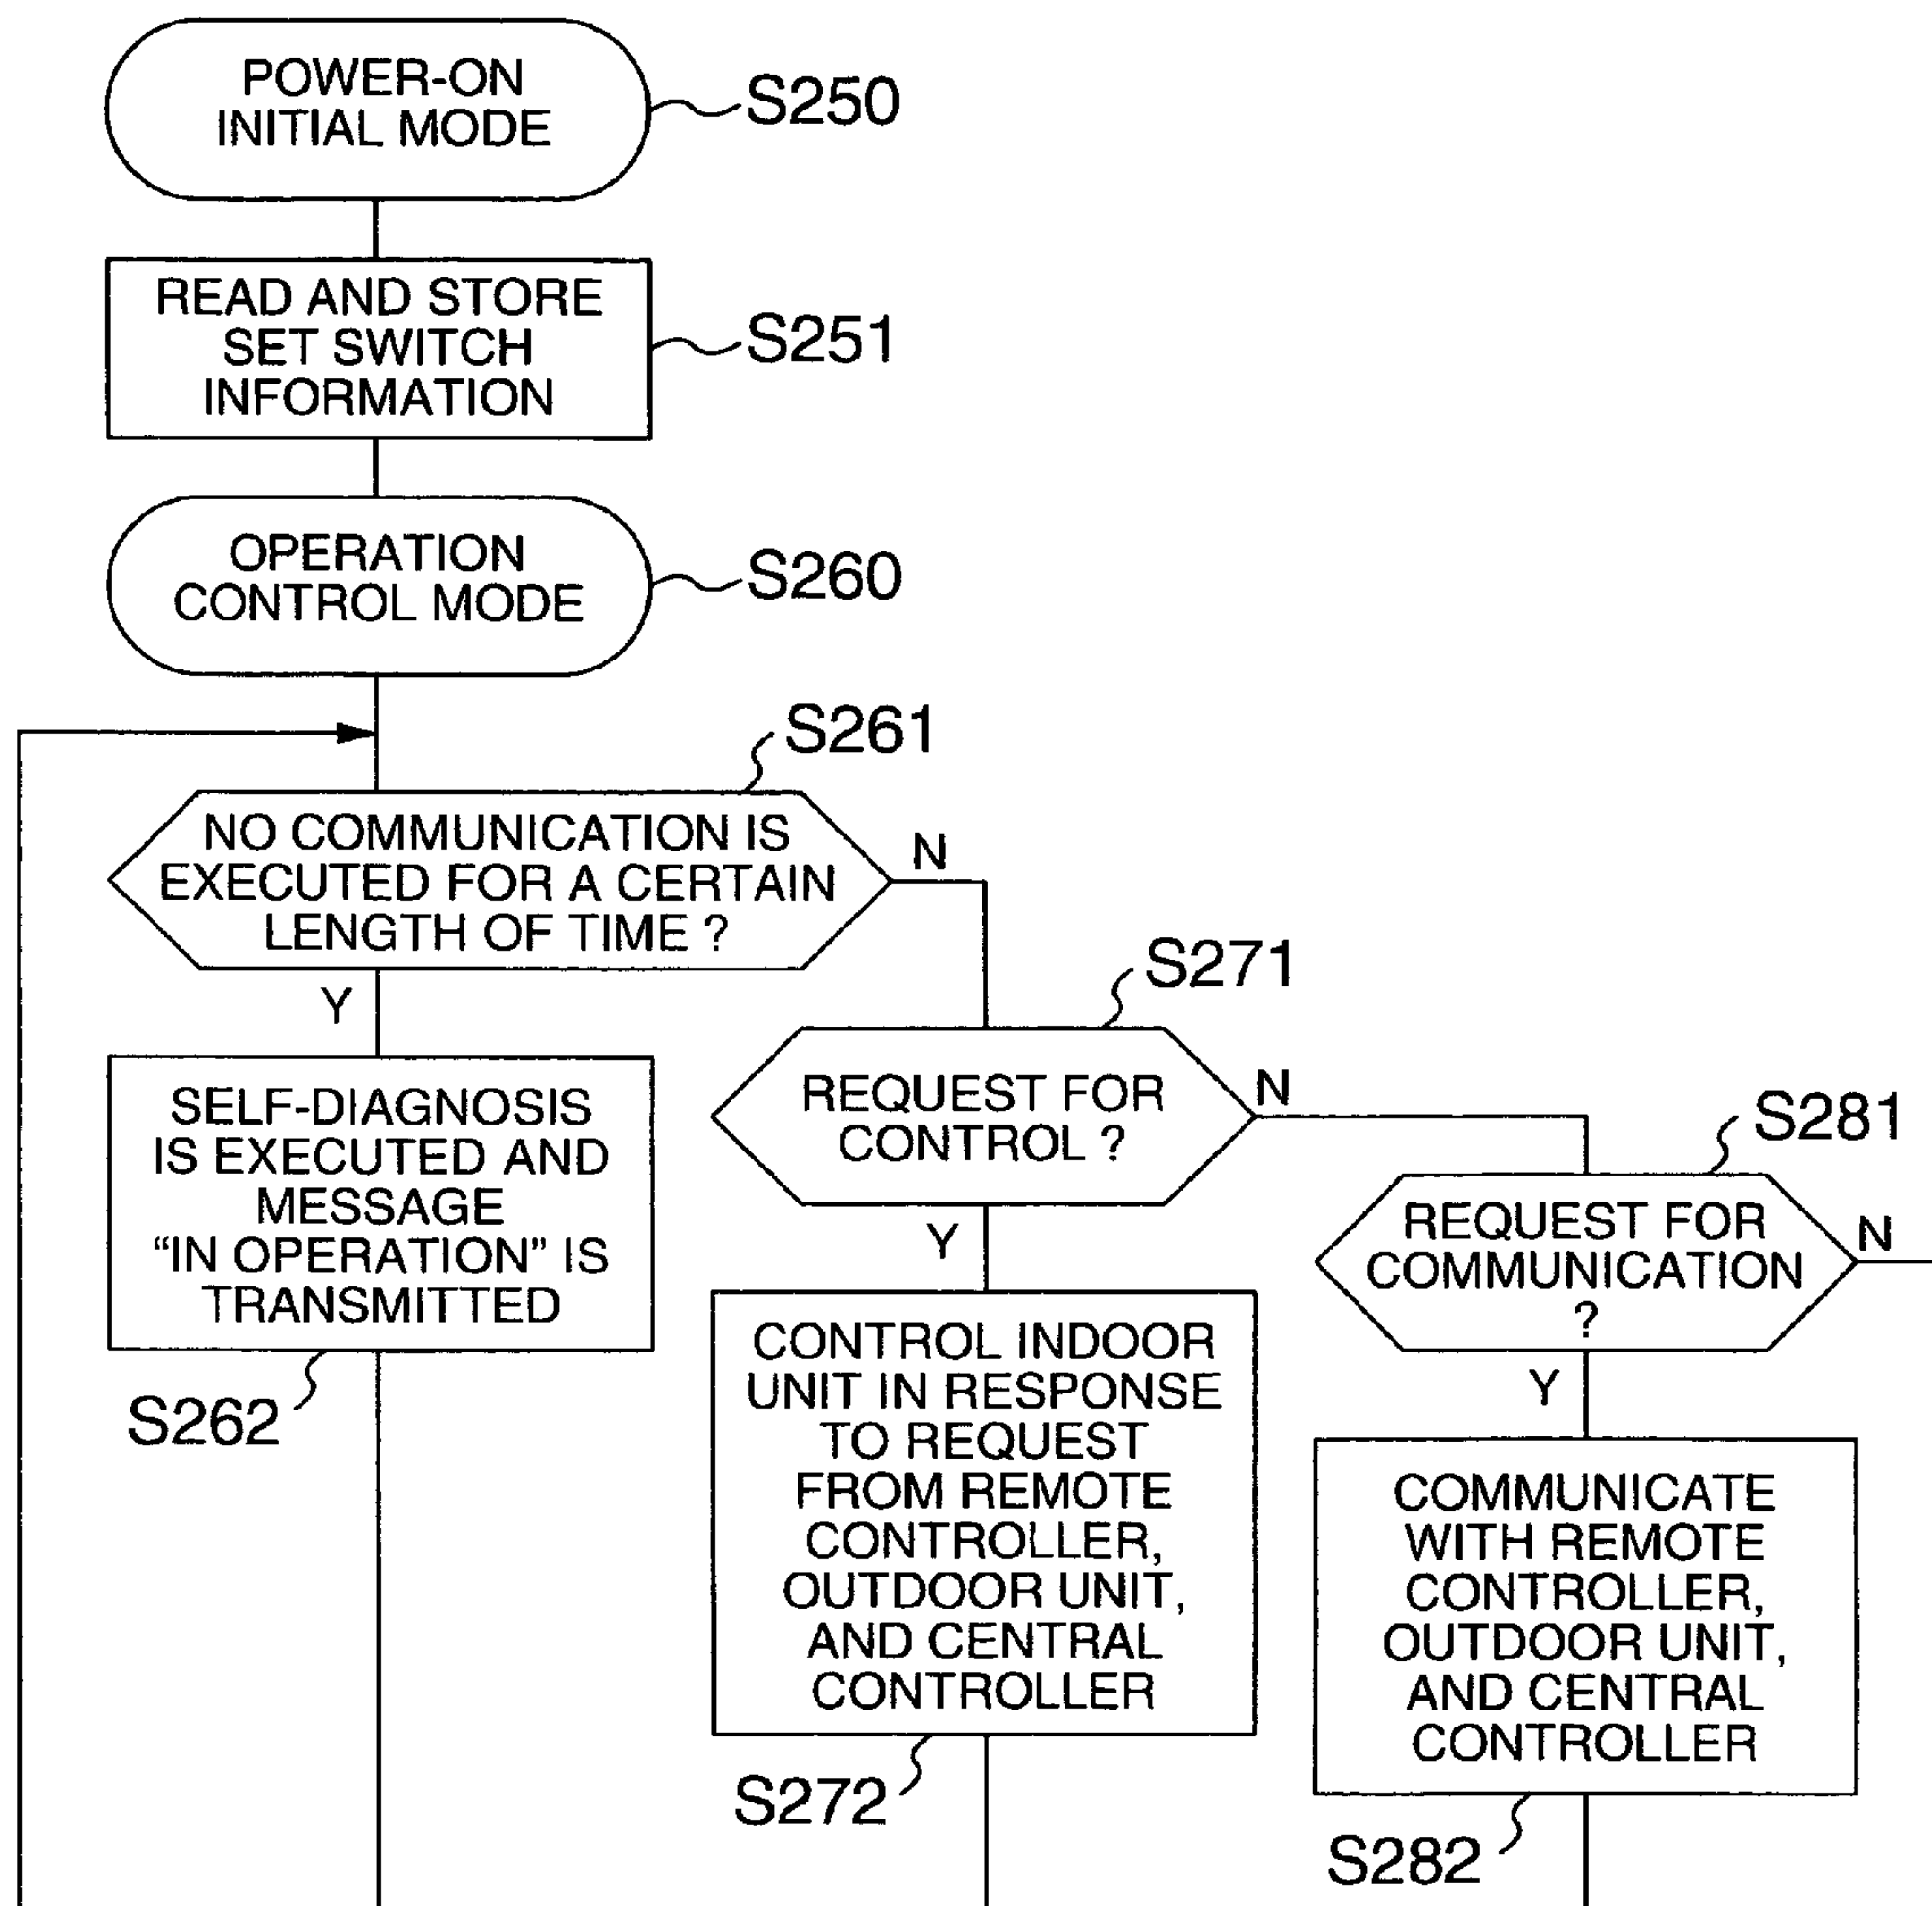 POWER-ON
INITIAL MODE
S250
READ AND STORE
SET SWITCH
INFORMATION
S251
OPERATION
CONTROL MODE
S260
S261
NO COMMUNICATION IS
EXECUTED FOR A CERTAIN
LENGTH OF TIME ?
N
Y
S271
REQUEST FOR
CONTROL ?
N
Y
S281
REQUEST FOR
COMMUNICATION
?
N
Y
SELF-DIAGNOSIS
IS EXECUTED AND
MESSAGE
“IN OPERATION” IS
TRANSMITTED
S262
CONTROL INDOOR
UNIT IN RESPONSE
TO REQUEST
FROM REMOTE
CONTROLLER,
OUTDOOR UNIT,
AND CENTRAL
CONTROLLER
S272
COMMUNICATE
WITH REMOTE
CONTROLLER,
OUTDOOR UNIT,
AND CENTRAL
CONTROLLER
S282